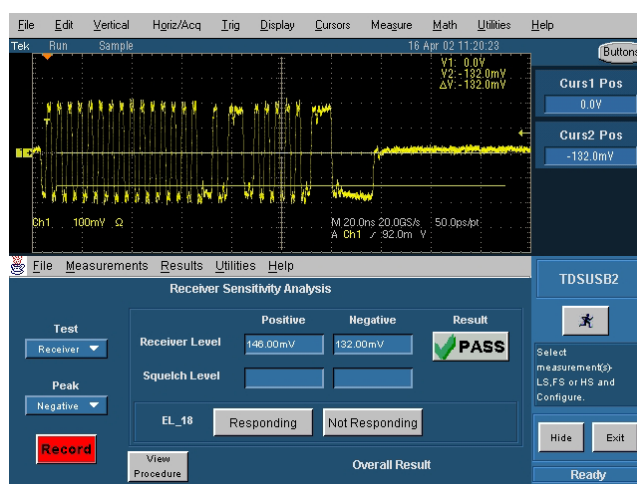 File Edit Vertical Horiz/Acq Trig Display Cursors Measure Math Utilities Help
Tek Run Sample 16 Apr 02 11:20:23
Buttons
V1: 0.0V
V2: -132.0mV
ΔV: -132.0mV
Curs1 Pos
0.0V
Curs2 Pos
-132.0mV
Ch1 100mV Ω
M 20.0ns 20.0GS/s 50.0ps/pt
A Ch1 ⁄ 92.0m V
File Measurements Results Utilities Help
TDSUSB2
Receiver Sensitivity Analysis
Test
Receiver
Peak
Negative
Record
Positive Negative Result
Receiver Level 146.00mV 132.00mV PASS
Squelch Level
EL_18 Responding Not Responding
View
Procedure
Overall Result
Select
measurement(s)-
LS,FS or HS and
Configure.
Hide Exit
Ready